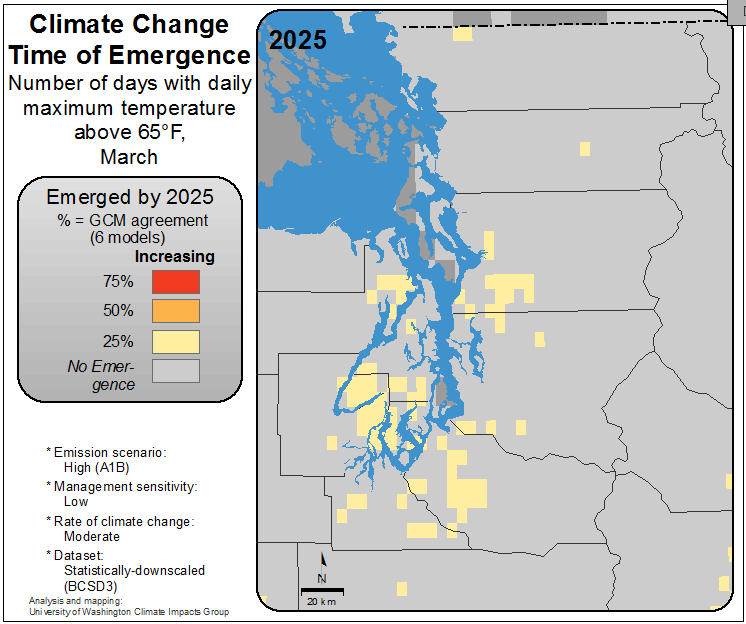 Climate Change
Time of Emergence
Number of days with daily
maximum temperature
above 65°F,
March
2025
Emerged by 2025
% = GCM agreement
(6 models)
Increasing
75%
50%
25%
No Emer-
gence
* Emission scenario:
High (A1B)
* Management sensitivity:
Low
* Rate of climate change:
Moderate
* Dataset:
Statistically-downscaled
(BCSD3)
Analysis and mapping:
University of Washington Climate Impacts Group
N
20 km